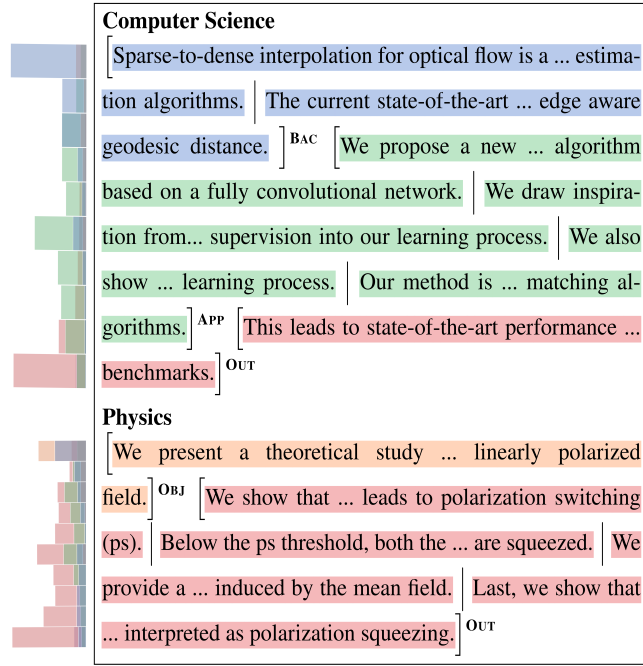 Computer Science
[Sparse-to-dense interpolation for optical flow is a ... estima-
tion algorithms. | The current state-of-the-art ... edge aware
geodesic distance. ]BAC [We propose a new ... algorithm
based on a fully convolutional network. | We draw inspira-
tion from... supervision into our learning process. | We also
show ... learning process. | Our method is ... matching al-
gorithms.]APP [This leads to state-of-the-art performance ...
benchmarks.]OUT
Physics
[We present a theoretical study ... linearly polarized
field.]OBJ [We show that ... leads to polarization switching
(ps). | Below the ps threshold, both the ... are squeezed. | We
provide a ... induced by the mean field. | Last, we show that
... interpreted as polarization squeezing.]OUT